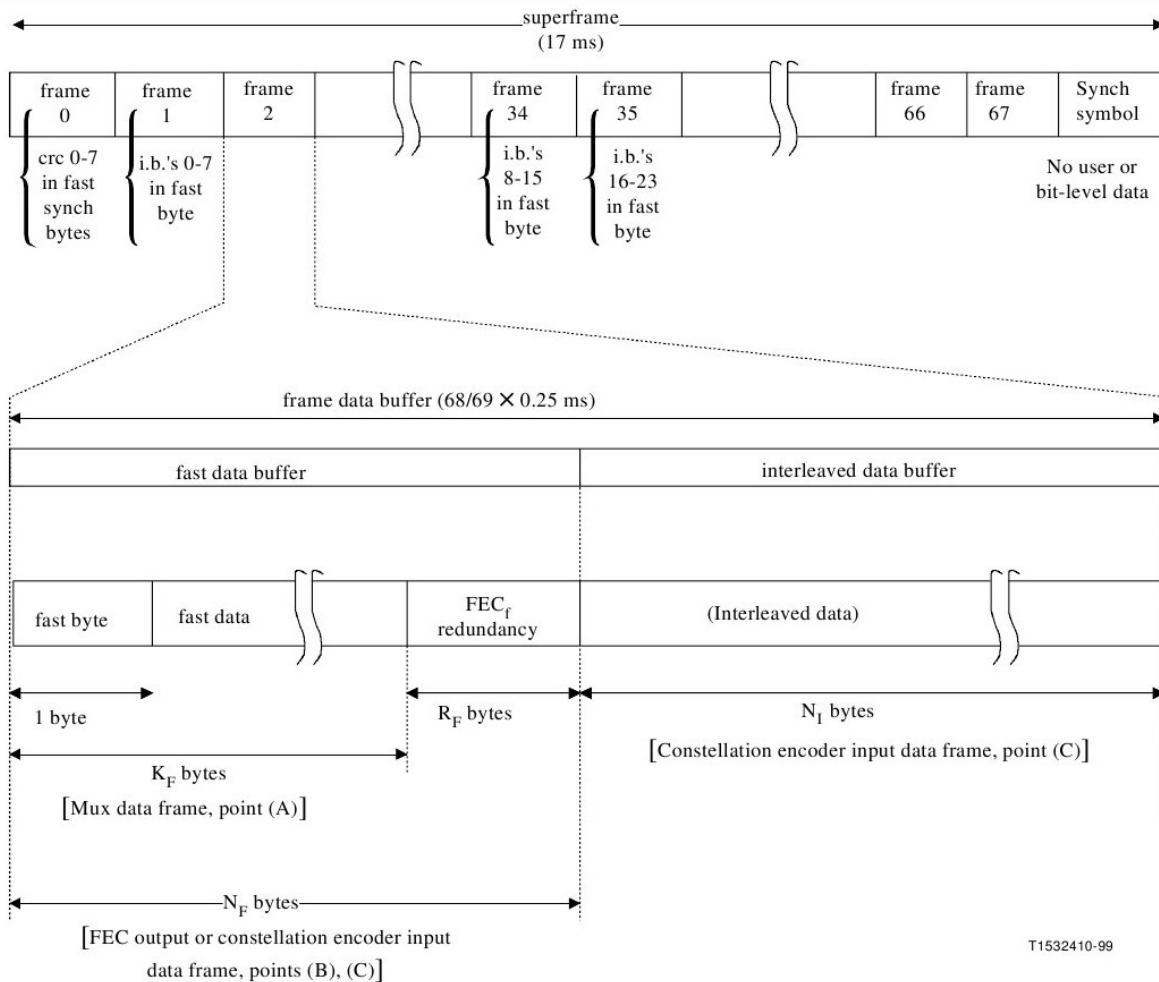 superframe
(17 ms)
frame 0
frame 1
frame 2
frame 34
frame 35
frame 66
frame 67
Synch symbol
crc 0-7
in fast
synch
bytes
i.b.'s 0-7
in fast
byte
i.b.'s
8-15
in fast
byte
i.b.'s
16-23
in fast
byte
No user or
bit-level data
frame data buffer (68/69 × 0.25 ms)
fast data buffer
interleaved data buffer
fast byte
fast data
FECf
redundancy
(Interleaved data)
1 byte
RF bytes
NI bytes
[Constellation encoder input data frame, point (C)]
KF bytes
[Mux data frame, point (A)]
NF bytes
[FEC output or constellation encoder input
data frame, points (B), (C)]
T1532410-99